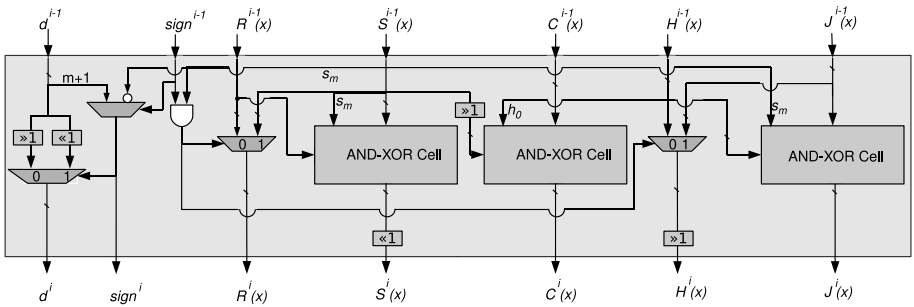 d^{i-1} sign^{i-1} R^{i-1}(x) S^{i-1}(x) C^{i-1}(x) H^{i-1}(x) J^{i-1}(x)
m+1 s_m
»1 «1 s_m »1 h_0 s_m
0 1 0 1 AND-XOR Cell AND-XOR Cell 0 1 AND-XOR Cell
«1 »1
d^i sign^i R^i(x) S^i(x) C^i(x) H^i(x) J^i(x)